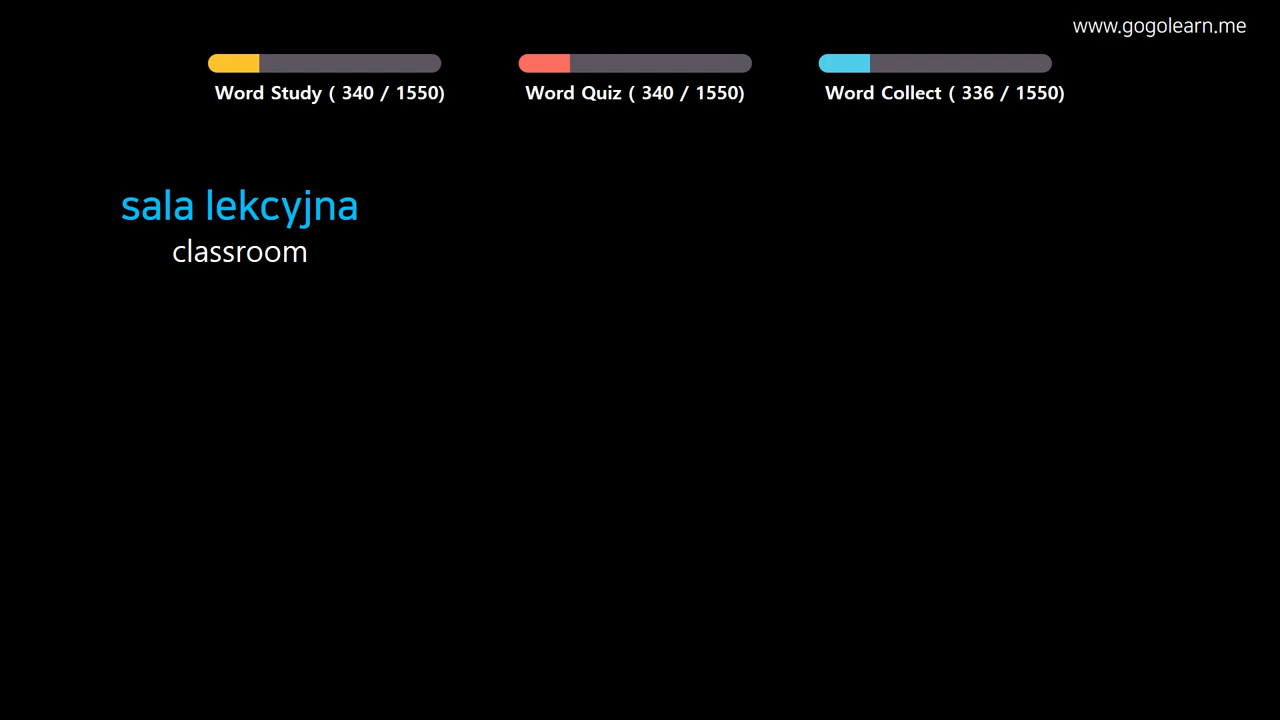 www.gogolearn.me
Word Study ( 340 / 1550)
Word Quiz ( 340 / 1550)
Word Collect ( 336 / 1550)
sala lekcyjna
classroom